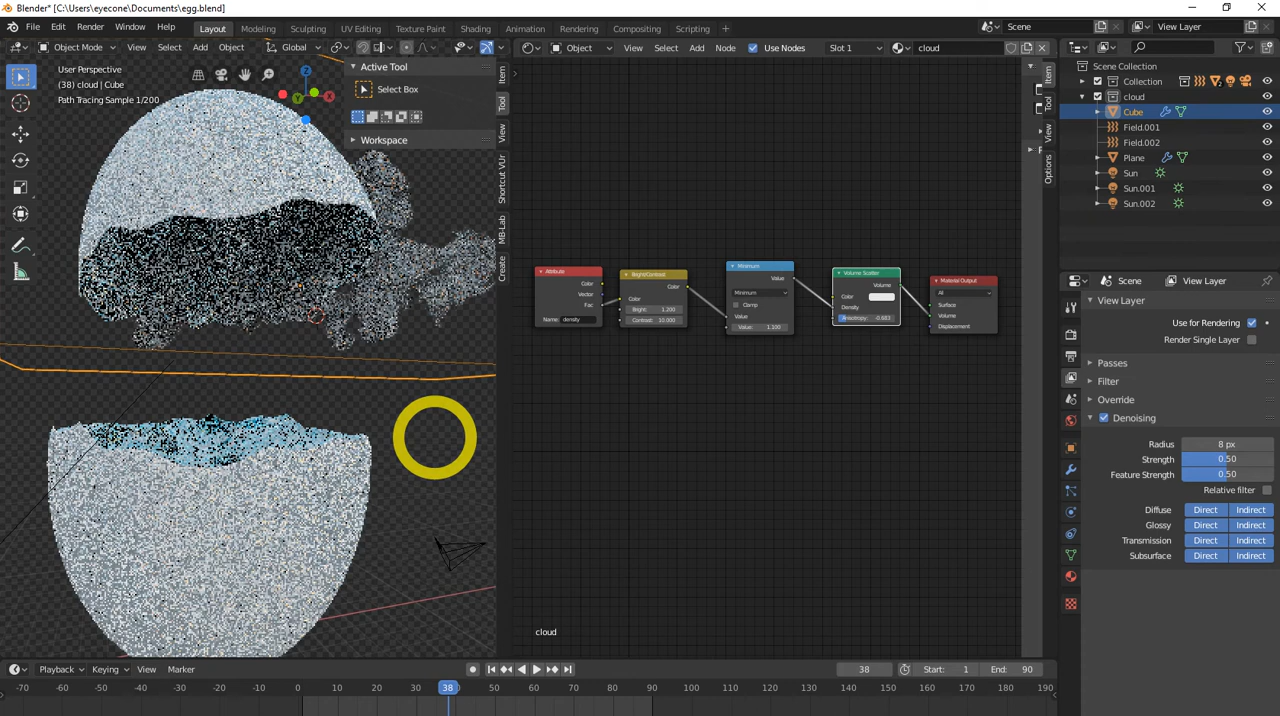 Blender* [C:\Users\eyecone\Documents\egg.blend]
File Edit Render Window Help Layout Modeling Sculpting UV Editing Texture Paint Shading Animation Rendering Compositing Scripting Scene View Layer
Object Mode View Select Add Object Global Object View Select Add Node Use Nodes Slot 1 cloud
User Perspective
(38) cloud | Cube
Path Tracing Sample 1/200
Z
Y
X
Active Tool
Select Box
Workspace
Item
Tool
View
Shortcut VUr
MB-Lab
Create
Attribute
Color
Vector
Fac
Name: density
Bright/Contrast
Color
Color
Bright: 1.200
Contrast: 10.000
Minimum
Value
Minimum
Clamp
Value
Value: 1.100
Volume Scatter
Volume
Color
Density
Anisotropy: -0.683
Material Output
All
Surface
Volume
Displacement
cloud
Item
Tool
View
Options
Scene Collection
Collection
cloud
Cube
Field.001
Field.002
Plane
Sun
Sun.001
Sun.002
View Layer
View Layer
Use for Rendering
Render Single Layer
Passes
Filter
Override
Denoising
Radius 8 px
Strength 0.50
Feature Strength 0.50
Relative filter
Diffuse Direct Indirect
Glossy Direct Indirect
Transmission Direct Indirect
Subsurface Direct Indirect
Playback Keying View Marker 38 Start: 1 End: 90
-70 -60 -50 -40 -30 -20 -10 0 10 20 30 38 50 60 70 80 90 100 110 120 130 140 150 160 170 180 190